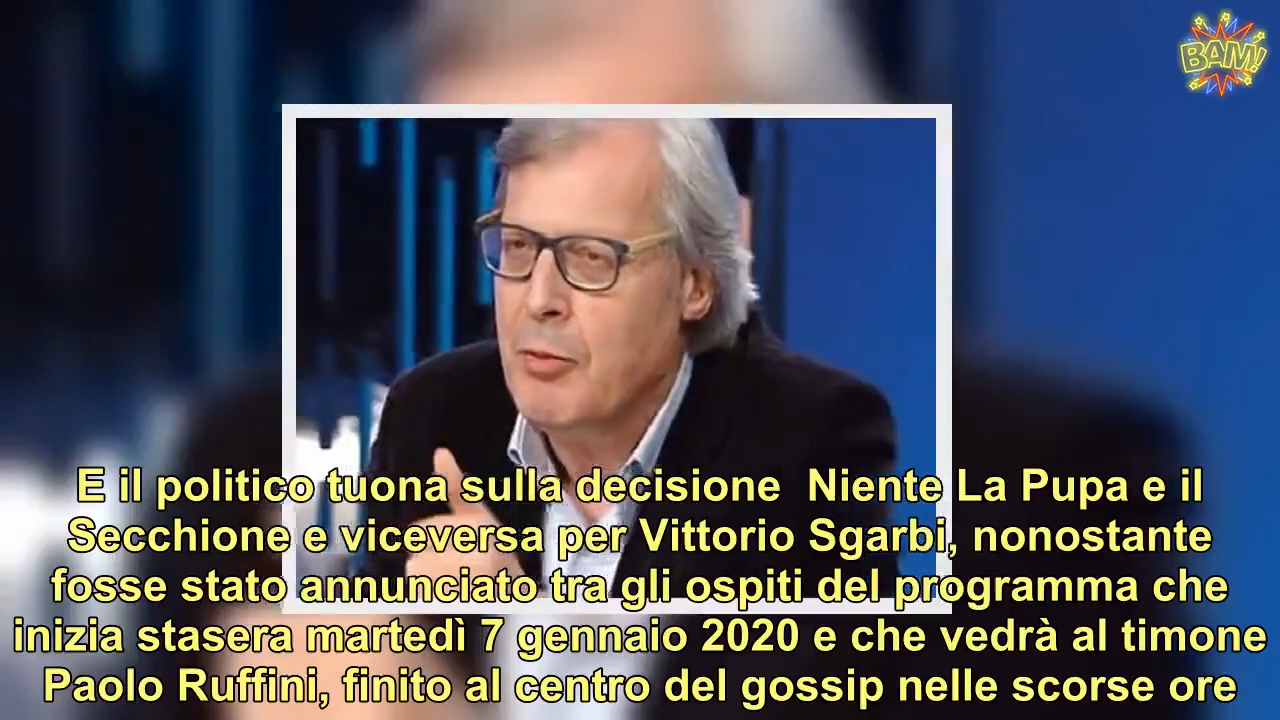 BAM!
E il politico tuona sulla decisione  Niente La Pupa e il
Secchione e viceversa per Vittorio Sgarbi, nonostante
fosse stato annunciato tra gli ospiti del programma che
inizia stasera martedì 7 gennaio 2020 e che vedrà al timone
Paolo Ruffini, finito al centro del gossip nelle scorse ore